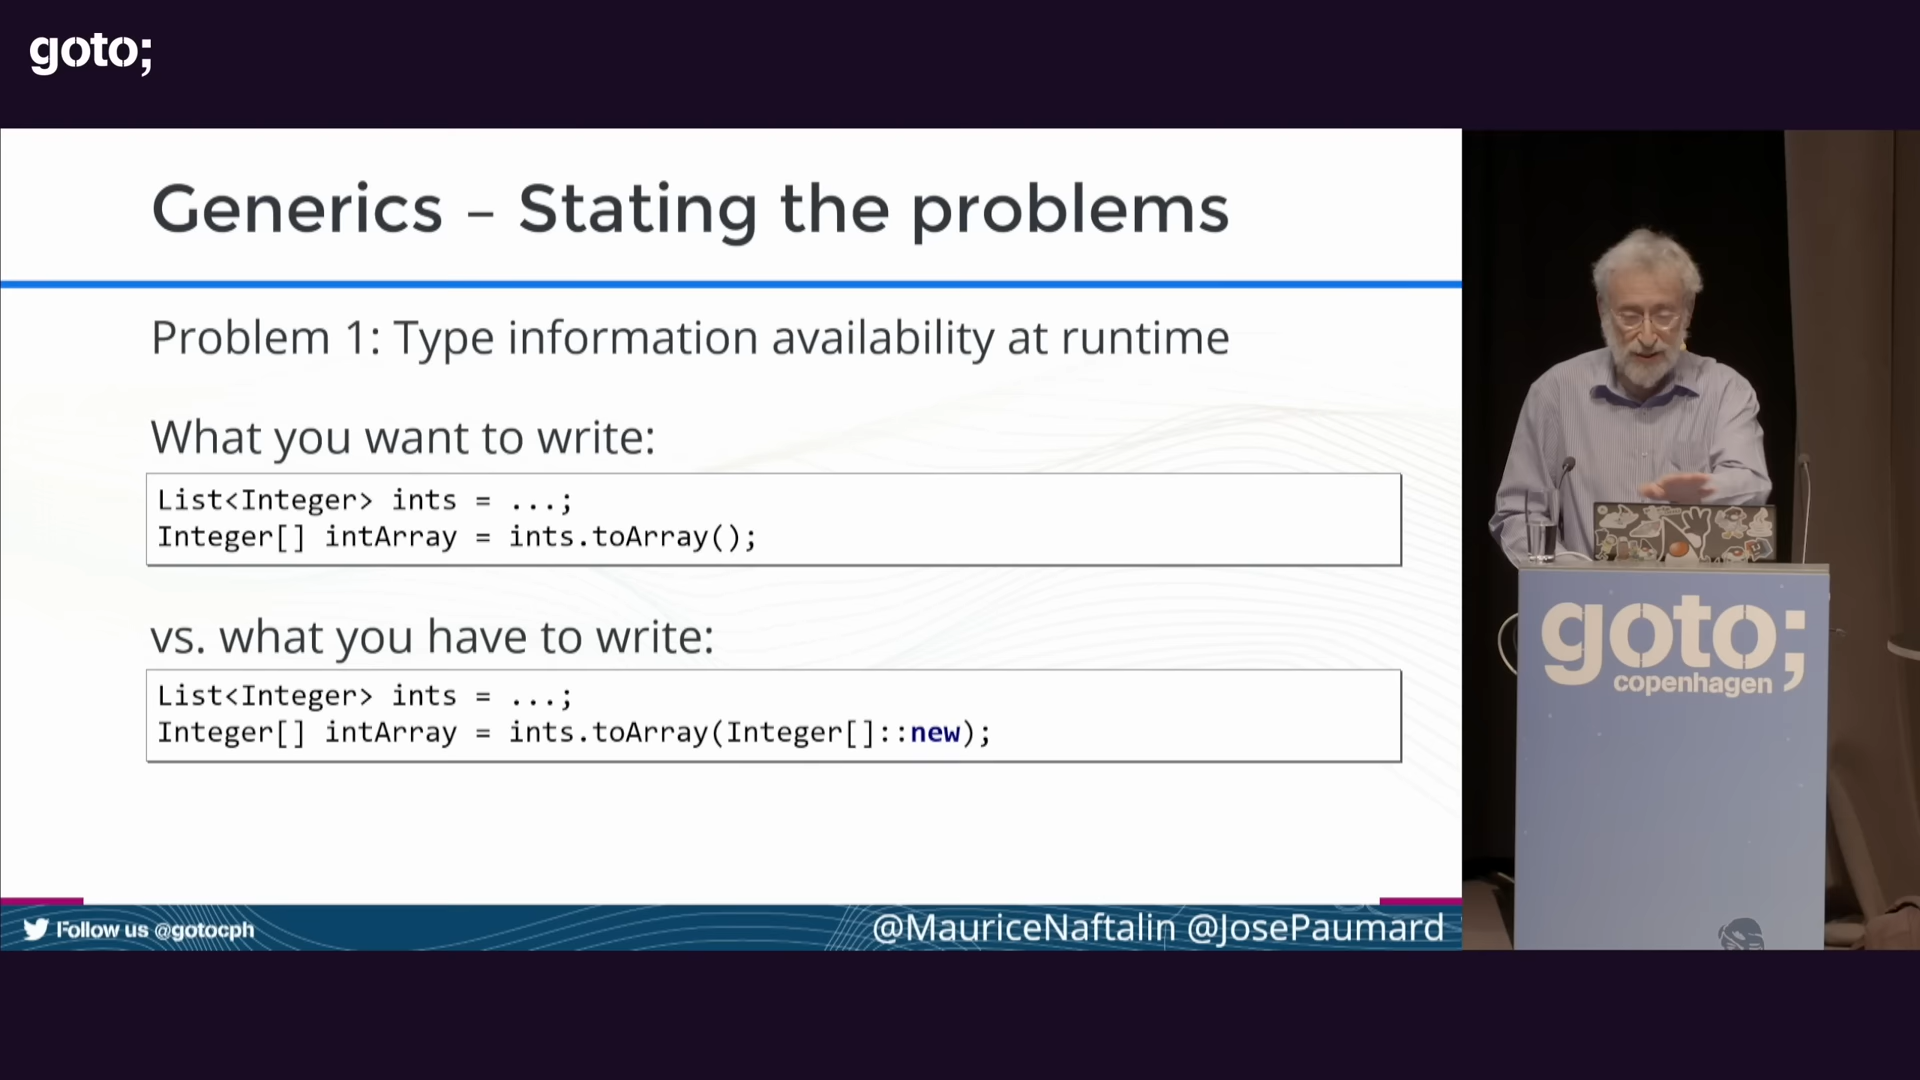 goto;
Generics – Stating the problems
Problem 1: Type information availability at runtime
What you want to write:
List<Integer> ints = ...;
Integer[] intArray = ints.toArray();
vs. what you have to write:
List<Integer> ints = ...;
Integer[] intArray = ints.toArray(Integer[]::new);
Follow us @gotocph
@MauriceNaftalin @JosePaumard
goto;
copenhagen